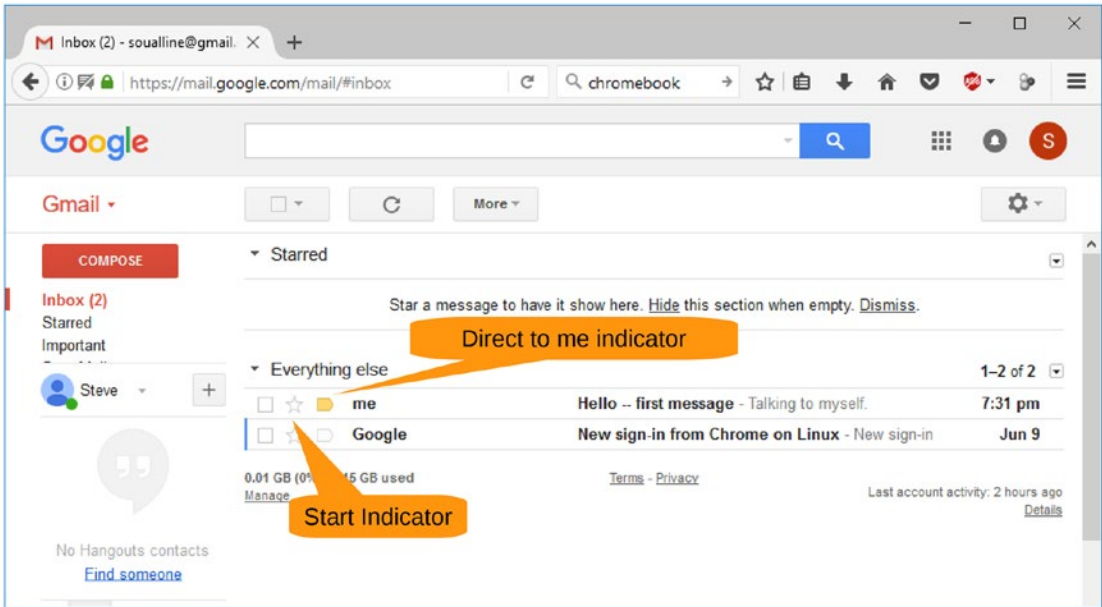 Inbox (2) - soualline@gmail.
https://mail.google.com/mail/#inbox
chromebook
Google
S
Gmail
More
COMPOSE
Starred
Inbox (2)
Starred
Important
Star a message to have it show here. Hide this section when empty. Dismiss.
Direct to me indicator
Everything else
1–2 of 2
Steve
me Hello -- first message - Talking to myself. 7:31 pm
Google New sign-in from Chrome on Linux - New sign-in Jun 9
0.01 GB (0% 15 GB used
Manage
Terms - Privacy
Last account activity: 2 hours ago
Details
Start Indicator
No Hangouts contacts
Find someone